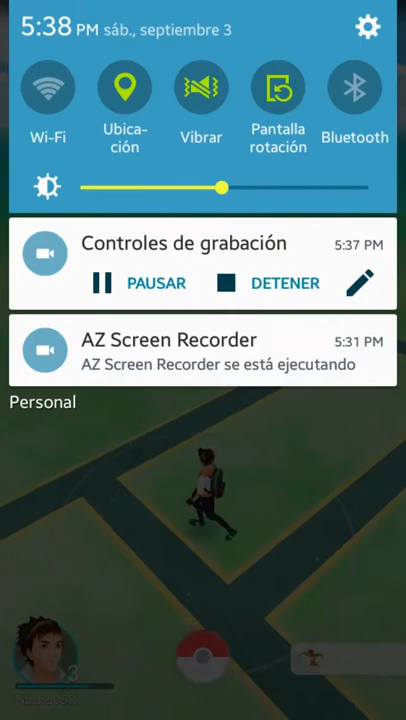 5:38 PM sáb., septiembre 3
Wi-Fi
Ubica-
ción
Vibrar
Pantalla
rotación
Bluetooth
Controles de grabación 5:37 PM
PAUSAR DETENER
AZ Screen Recorder 5:31 PM
AZ Screen Recorder se está ejecutando
Personal
3